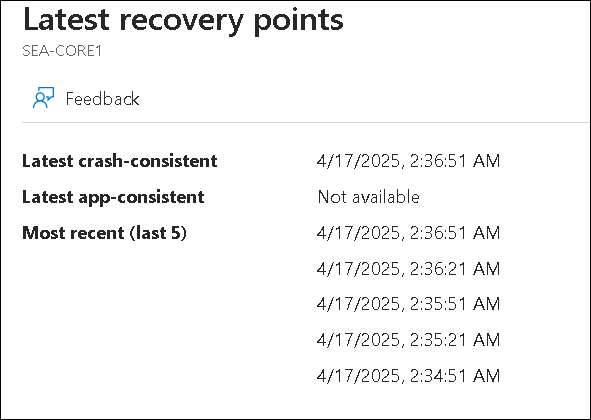 Latest recovery points
SEA-CORE1
Feedback
Latest crash-consistent 4/17/2025, 2:36:51 AM
Latest app-consistent Not available
Most recent (last 5) 4/17/2025, 2:36:51 AM
4/17/2025, 2:36:21 AM
4/17/2025, 2:35:51 AM
4/17/2025, 2:35:21 AM
4/17/2025, 2:34:51 AM